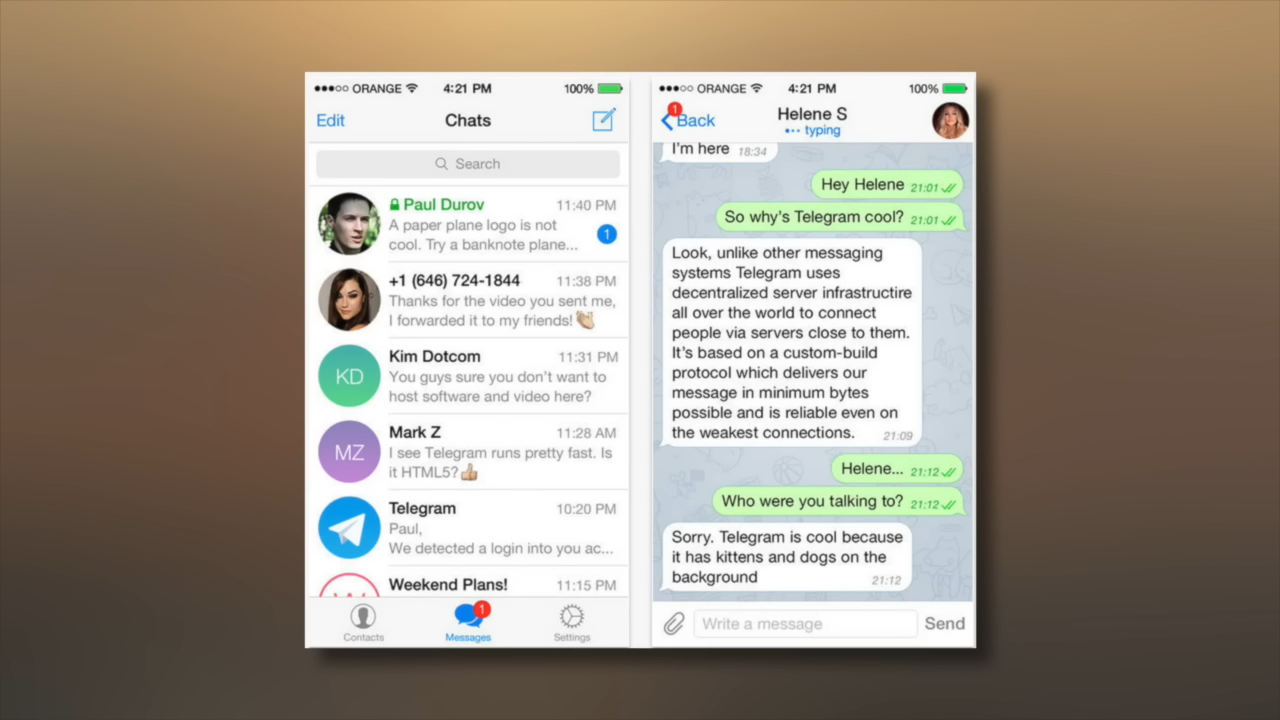 ORANGE 4:21 PM 100%
Edit Chats
Search
Paul Durov 11:40 PM
A paper plane logo is not
cool. Try a banknote plane...
1
+1 (646) 724-1844 11:38 PM
Thanks for the video you sent me,
I forwarded it to my friends!
KD
Kim Dotcom 11:31 PM
You guys sure you don't want to
host software and video here?
MZ
Mark Z 11:28 AM
I see Telegram runs pretty fast. Is
it HTML5?
Telegram 10:20 PM
Paul,
We detected a login into you ac...
Weekend Plans! 11:15 PM
1
Contacts Messages Settings
ORANGE 4:21 PM 100%
1
Back Helene S
typing
I'm here 18:34
Hey Helene 21:01
So why's Telegram cool? 21:01
Look, unlike other messaging
systems Telegram uses
decentralized server infrastructire
all over the world to connect
people via servers close to them.
It's based on a custom-build
protocol which delivers our
message in minimum bytes
possible and is reliable even on
the weakest connections. 21:09
Helene... 21:12
Who were you talking to? 21:12
Sorry. Telegram is cool because
it has kittens and dogs on the
background 21:12
Write a message Send